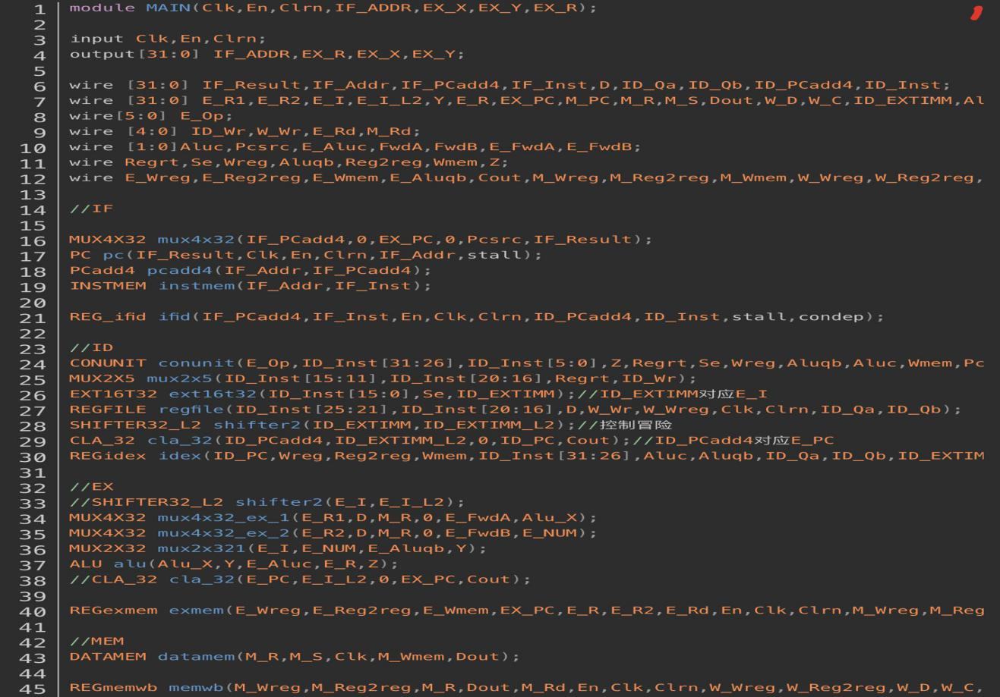 1 module MAIN(Clk,En,Clrn,IF_ADDR,EX_X,EX_Y,EX_R);
2
3 input Clk,En,Clrn;
4 output[31:0] IF_ADDR,EX_R,EX_X,EX_Y;
5
6 wire [31:0] IF_Result,IF_Addr,IF_PCadd4,IF_Inst,D,ID_Qa,ID_Qb,ID_PCadd4,ID_Inst;
7 wire [31:0] E_R1,E_R2,E_I,E_I_L2,Y,E_R,EX_PC,M_PC,M_R,M_S,Dout,W_D,W_C,ID_EXTIMM,Al
8 wire[5:0] E_Op;
9 wire [4:0] ID_Wr,W_Wr,E_Rd,M_Rd;
10 wire [1:0]Aluc,Pcsrc,E_Aluc,FwdA,FwdB,E_FwdA,E_FwdB;
11 wire Regrt,Se,Wreg,Aluqb,Reg2reg,Wmem,Z;
12 wire E_Wreg,E_Reg2reg,E_Wmem,E_Aluqb,Cout,M_Wreg,M_Reg2reg,M_Wmem,W_Wreg,W_Reg2reg,
13
14 //IF
15
16 MUX4X32 mux4x32(IF_PCadd4,0,EX_PC,0,Pcsrc,IF_Result);
17 PC pc(IF_Result,Clk,En,Clrn,IF_Addr,stall);
18 PCadd4 pcadd4(IF_Addr,IF_PCadd4);
19 INSTMEM instmem(IF_Addr,IF_Inst);
20
21 REG_ifid ifid(IF_PCadd4,IF_Inst,En,Clk,Clrn,ID_PCadd4,ID_Inst,stall,condep);
22
23 //ID
24 CONUNIT conunit(E_Op,ID_Inst[31:26],ID_Inst[5:0],Z,Regrt,Se,Wreg,Aluqb,Aluc,Wmem,Pc
25 MUX2X5 mux2x5(ID_Inst[15:11],ID_Inst[20:16],Regrt,ID_Wr);
26 EXT16T32 ext16t32(ID_Inst[15:0],Se,ID_EXTIMM);//ID_EXTIMM对应E_I
27 REGFILE regfile(ID_Inst[25:21],ID_Inst[20:16],D,W_Wr,W_Wreg,Clk,Clrn,ID_Qa,ID_Qb);
28 SHIFTER32_L2 shifter2(ID_EXTIMM,ID_EXTIMM_L2);//控制冒险
29 CLA_32 cla_32(ID_PCadd4,ID_EXTIMM_L2,0,ID_PC,Cout);//ID_PCadd4对应E_PC
30 REGidex idex(ID_PC,Wreg,Reg2reg,Wmem,ID_Inst[31:26],Aluc,Aluqb,ID_Qa,ID_Qb,ID_EXTIM
31
32 //EX
33 //SHIFTER32_L2 shifter2(E_I,E_I_L2);
34 MUX4X32 mux4x32_ex_1(E_R1,D,M_R,0,E_FwdA,Alu_X);
35 MUX4X32 mux4x32_ex_2(E_R2,D,M_R,0,E_FwdB,E_NUM);
36 MUX2X32 mux2x321(E_I,E_NUM,E_Aluqb,Y);
37 ALU alu(Alu_X,Y,E_Aluc,E_R,Z);
38 //CLA_32 cla_32(E_PC,E_I_L2,0,EX_PC,Cout);
39
40 REGexmem exmem(E_Wreg,E_Reg2reg,E_Wmem,EX_PC,E_R,E_R2,E_Rd,En,Clk,Clrn,M_Wreg,M_Reg
41
42 //MEM
43 DATAMEM datamem(M_R,M_S,Clk,M_Wmem,Dout);
44
45 REGmemwb memwb(M_Wreg,M_Reg2reg,M_R,Dout,M_Rd,En,Clk,Clrn,W_Wreg,W_Reg2reg,W_D,W_C,